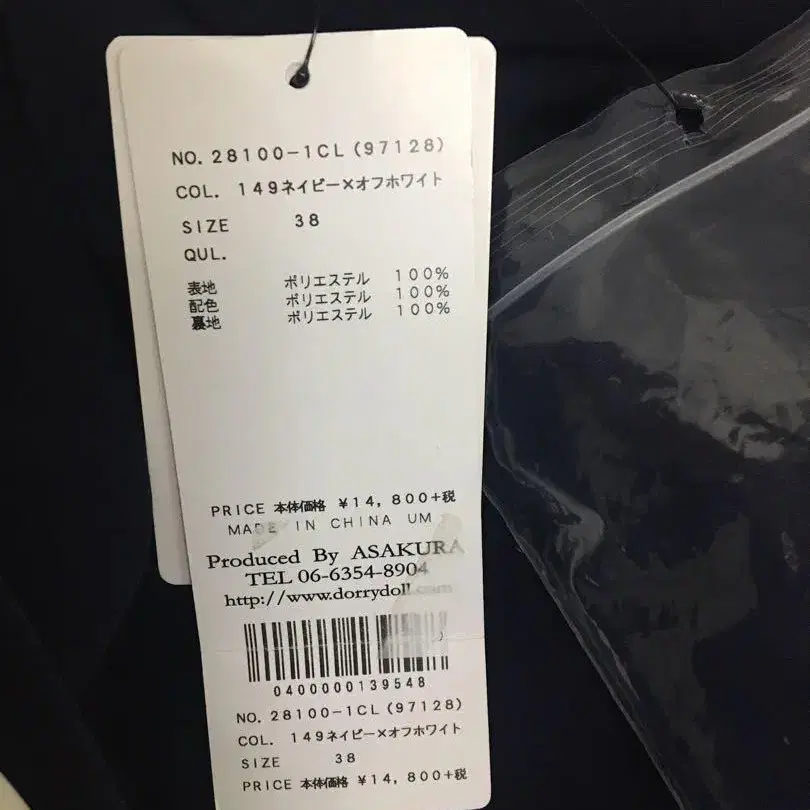 NO. 28100-1CL (97128)
COL. 149ネイビー×オフホワイト
SIZE 38
QUL.
表地 ポリエステル 100%
配色 ポリエステル 100%
裏地 ポリエステル 100%
PRICE 本体価格 ¥14,800+税
MADE IN CHINA UM
Produced By ASAKURA
TEL 06-6354-8904
http://www.dorrydoll.com
0400000139548
NO. 28100-1CL (97128)
COL. 149ネイビー×オフホワイト
SIZE 38
PRICE 本体価格 ¥14,800+税